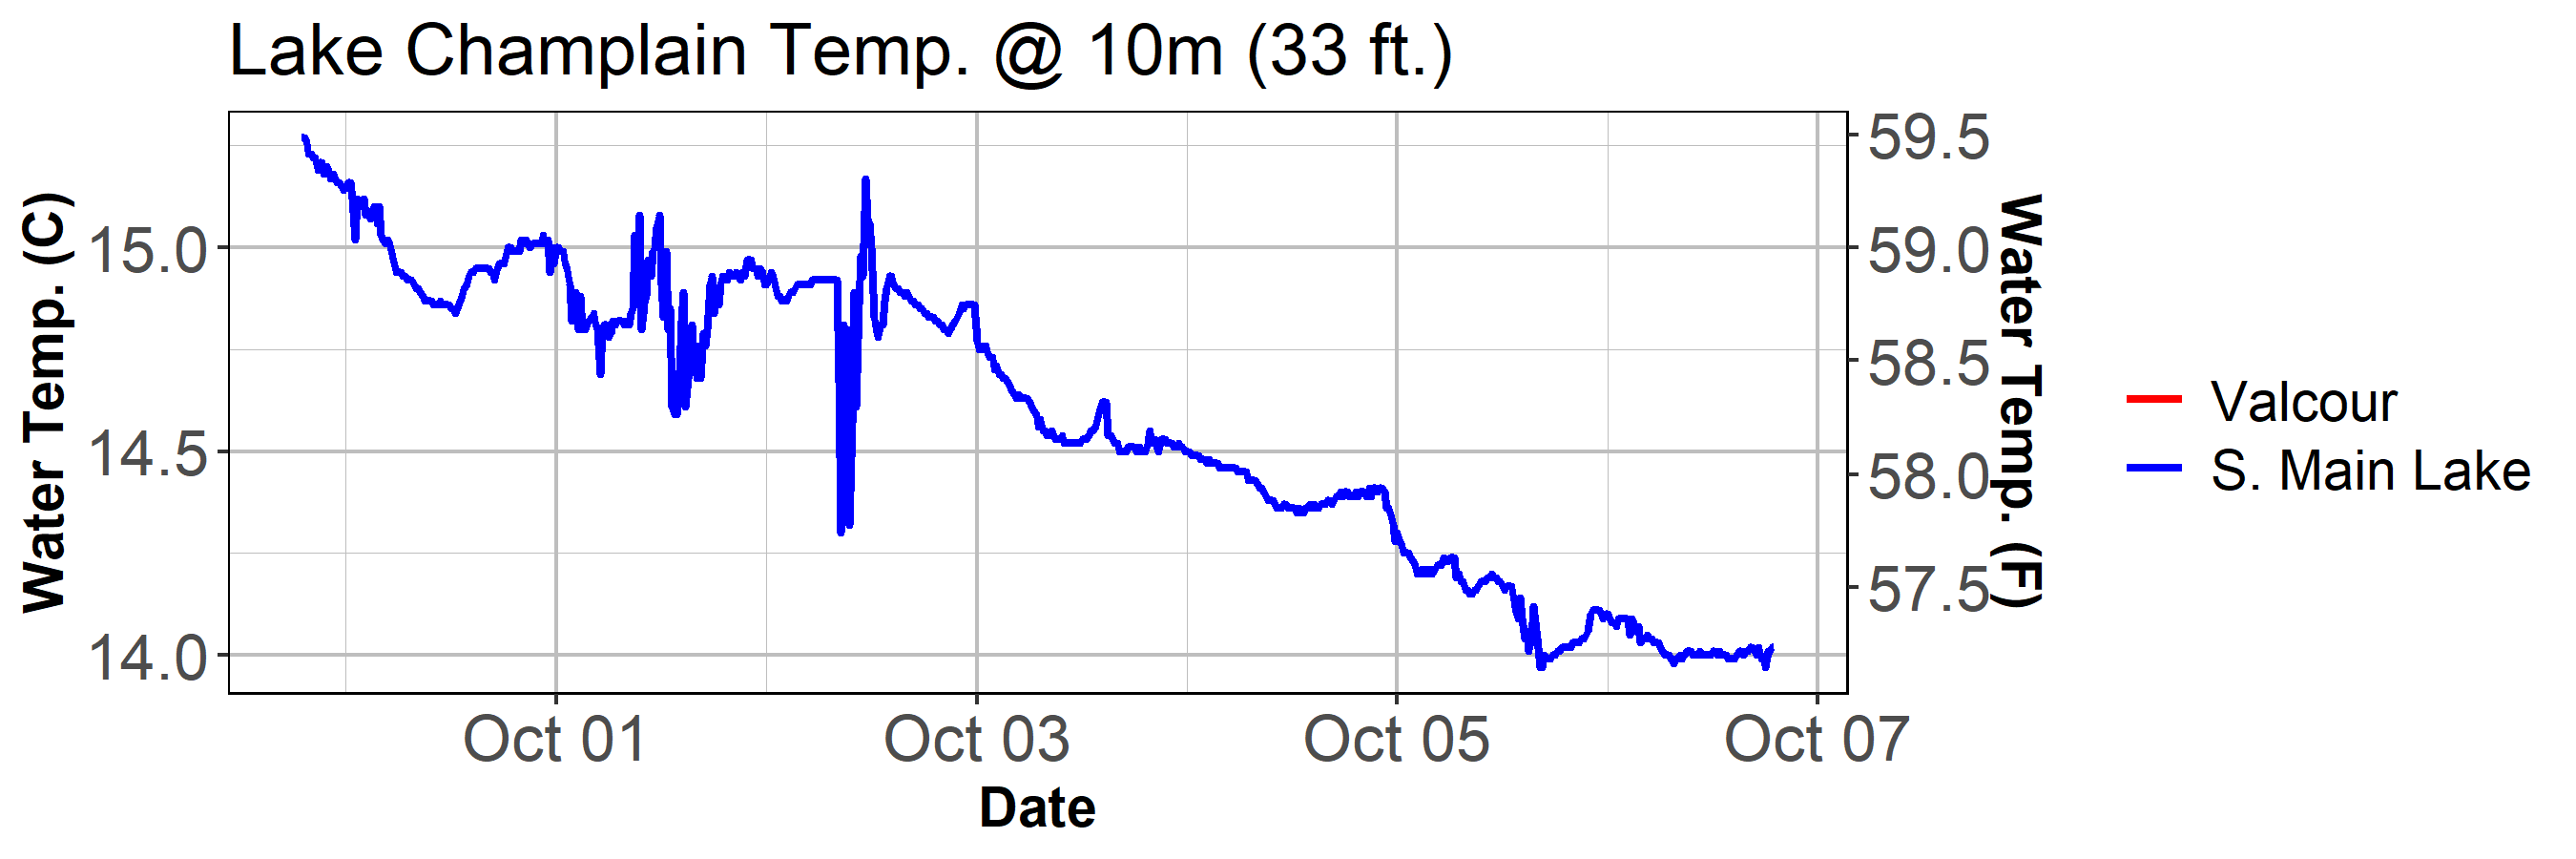 Lake Champlain Temp. @ 10m (33 ft.)
Water Temp. (C)
15.0
14.5
14.0
59.5
59.0
58.5
58.0
57.5
Water Temp. (F)
Valcour
S. Main Lake
Oct 01 Oct 03 Oct 05 Oct 07
Date